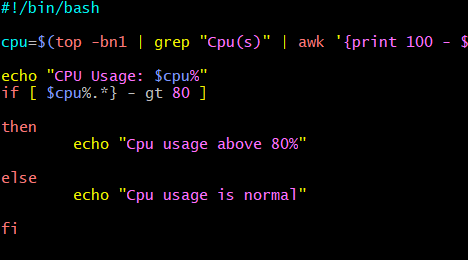 #!/bin/bash
cpu=$(top -bn1 | grep "Cpu(s)" | awk '{print 100 - $
echo "CPU Usage: $cpu%"
if [ $cpu%.*} - gt 80 ]
then
echo "Cpu usage above 80%"
else
echo "Cpu usage is normal"
fi